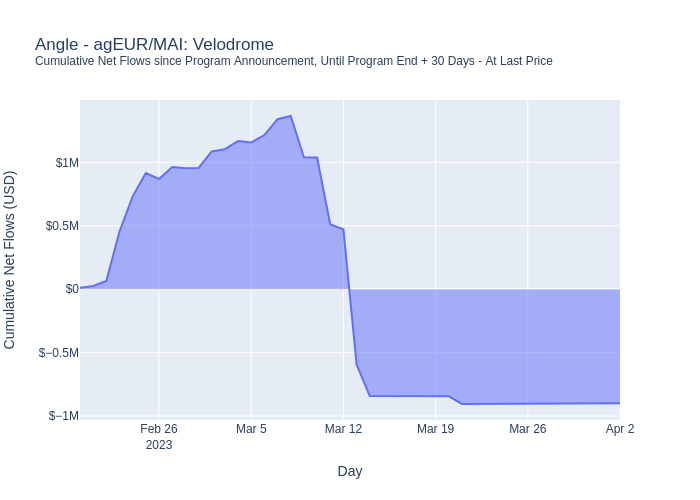 Angle - agEUR/MAI: Velodrome
Cumulative Net Flows since Program Announcement, Until Program End + 30 Days - At Last Price
Cumulative Net Flows (USD)
$1M
$0.5M
$0
$−0.5M
$−1M
Feb 26
2023
Mar 5
Mar 12
Mar 19
Mar 26
Apr 2
Day